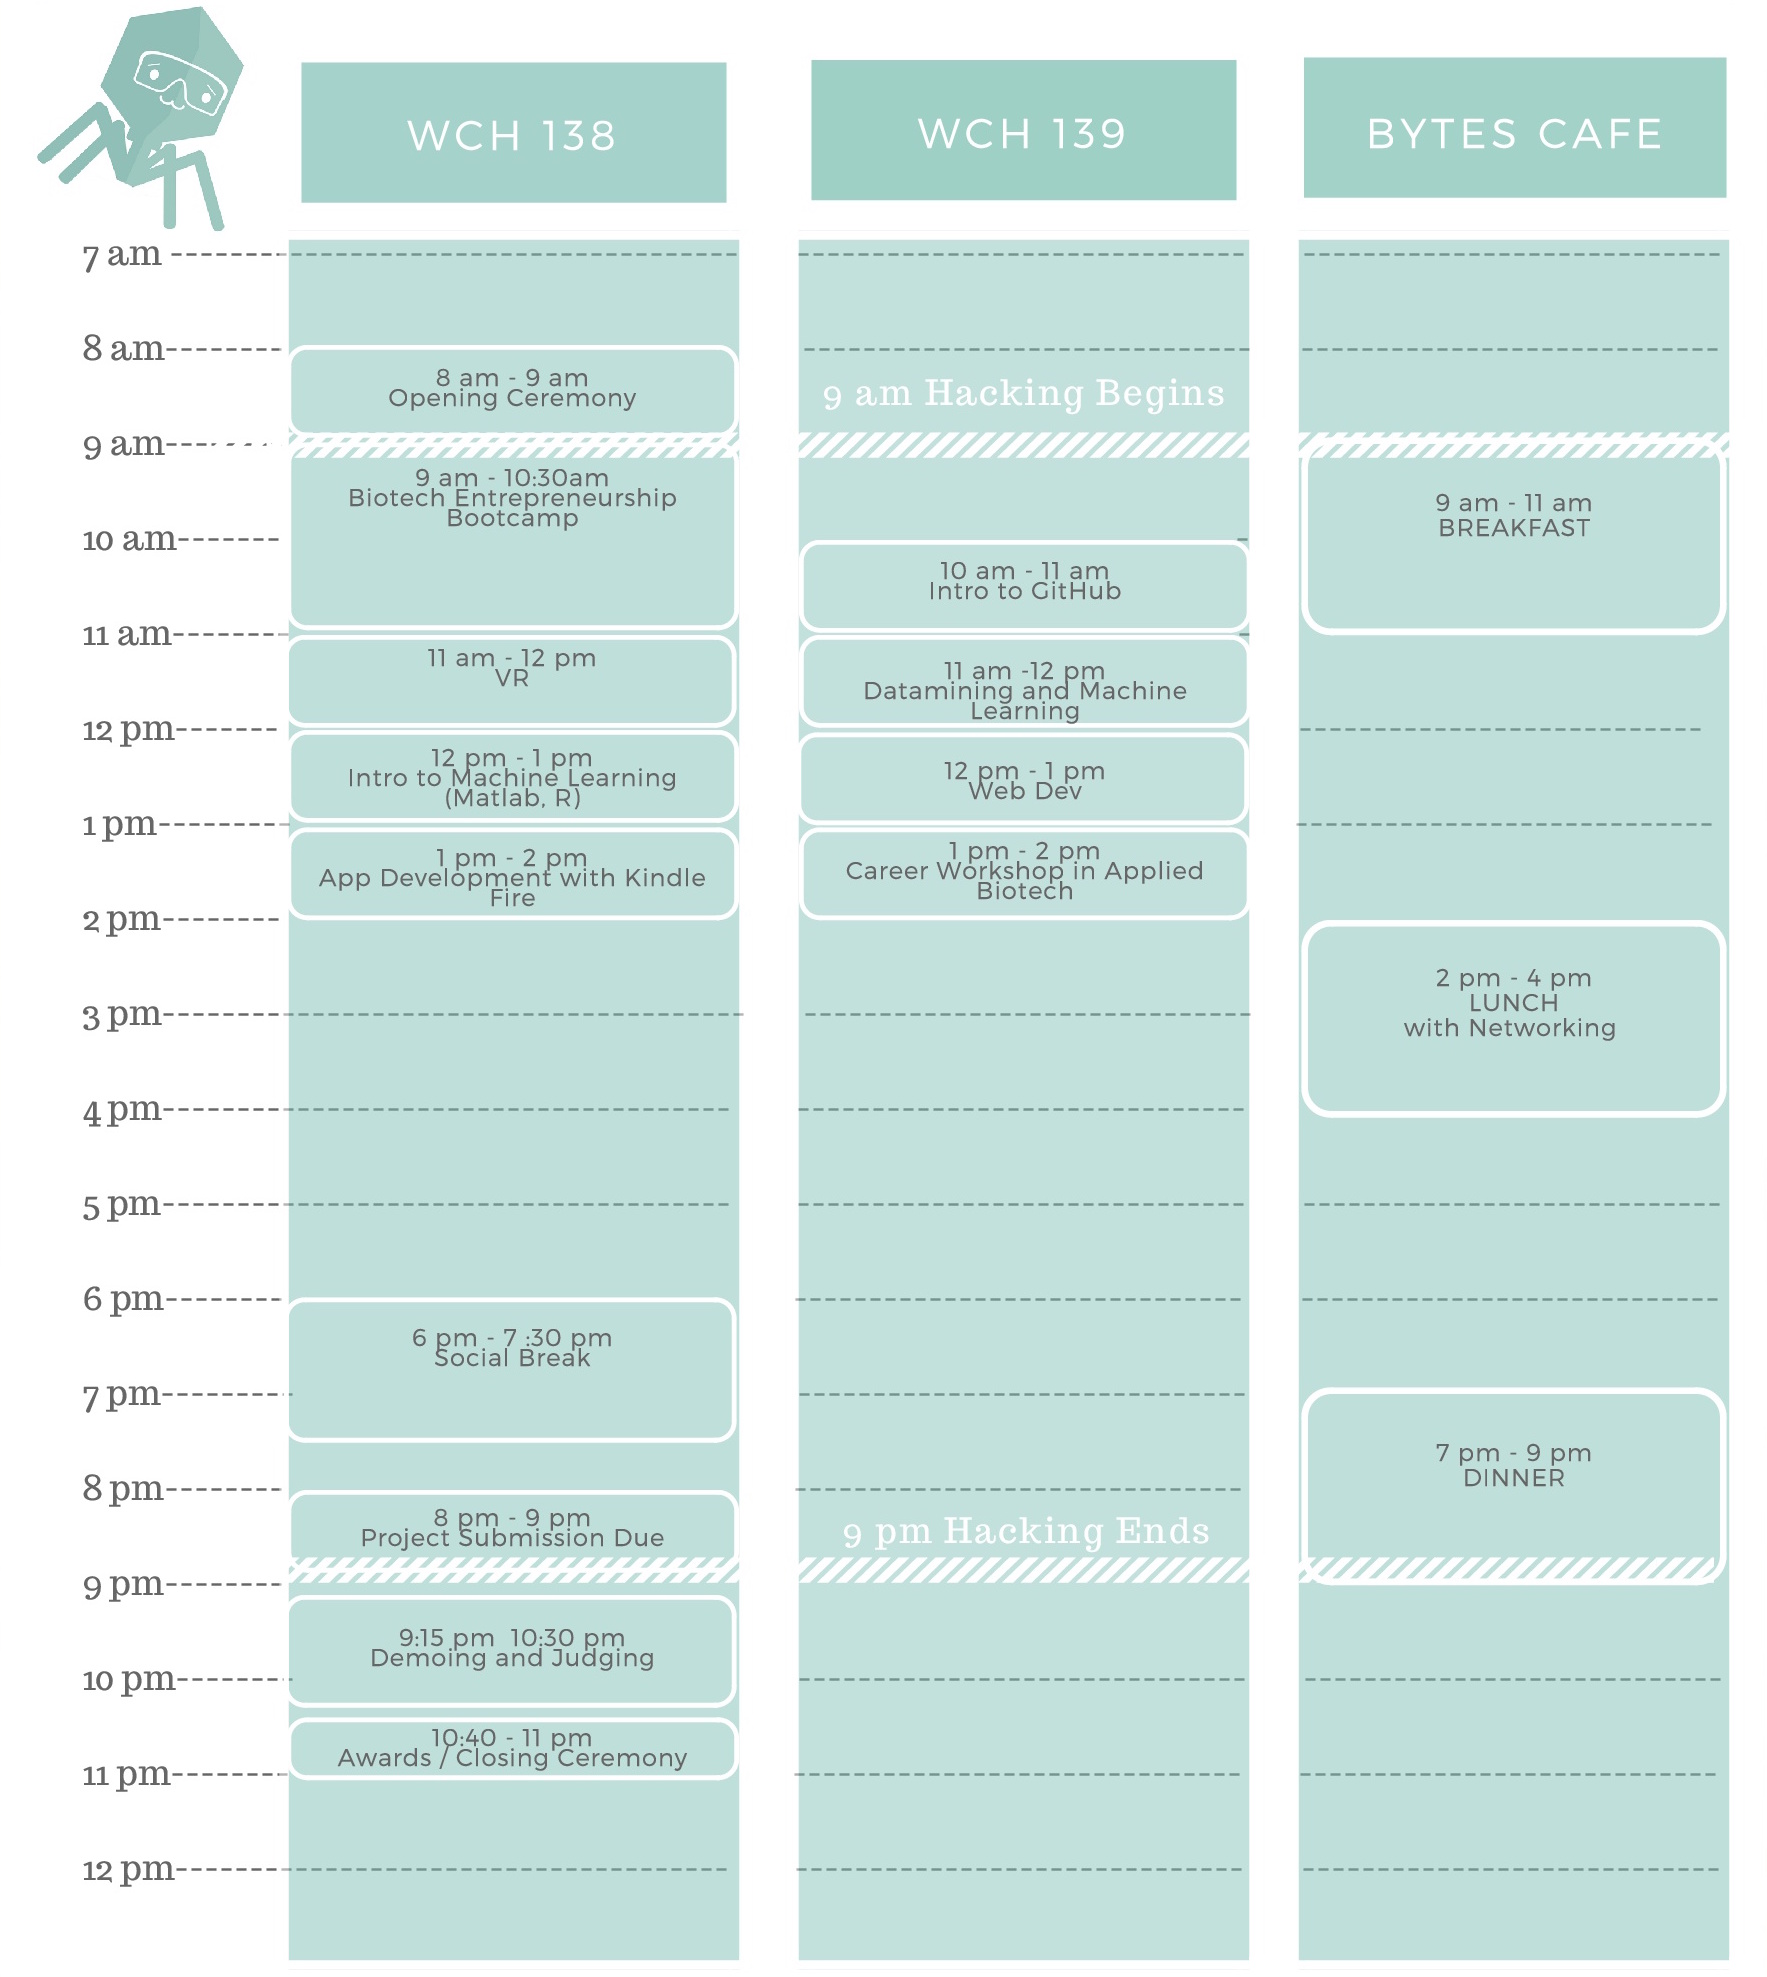 WCH 138
WCH 139
BYTES CAFE
7 am
8 am
9 am
10 am
11 am
12 pm
1 pm
2 pm
3 pm
4 pm
5 pm
6 pm
7 pm
8 pm
9 pm
10 pm
11 pm
12 pm
8 am - 9 am
Opening Ceremony
9 am - 10:30am
Biotech Entrepreneurship
Bootcamp
11 am - 12 pm
VR
12 pm - 1 pm
Intro to Machine Learning
(Matlab, R)
1 pm - 2 pm
App Development with Kindle
Fire
6 pm - 7 :30 pm
Social Break
8 pm - 9 pm
Project Submission Due
9:15 pm  10:30 pm
Demoing and Judging
10:40 - 11 pm
Awards / Closing Ceremony
9 am Hacking Begins
10 am - 11 am
Intro to GitHub
11 am -12 pm
Datamining and Machine
Learning
12 pm - 1 pm
Web Dev
1 pm - 2 pm
Career Workshop in Applied
Biotech
9 pm Hacking Ends
9 am - 11 am
BREAKFAST
2 pm - 4 pm
LUNCH
with Networking
7 pm - 9 pm
DINNER